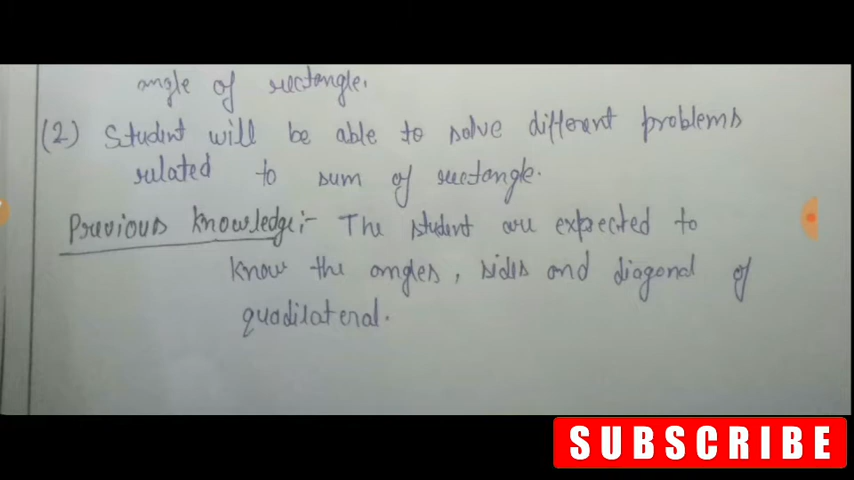 angle of rectangle.
(2) Student will be able to solve different problems
related to sum of rectangle.
Previous knowledge:- The student are expected to
know the angles, sides and diagonal of
quadilateral.
SUBSCRIBE